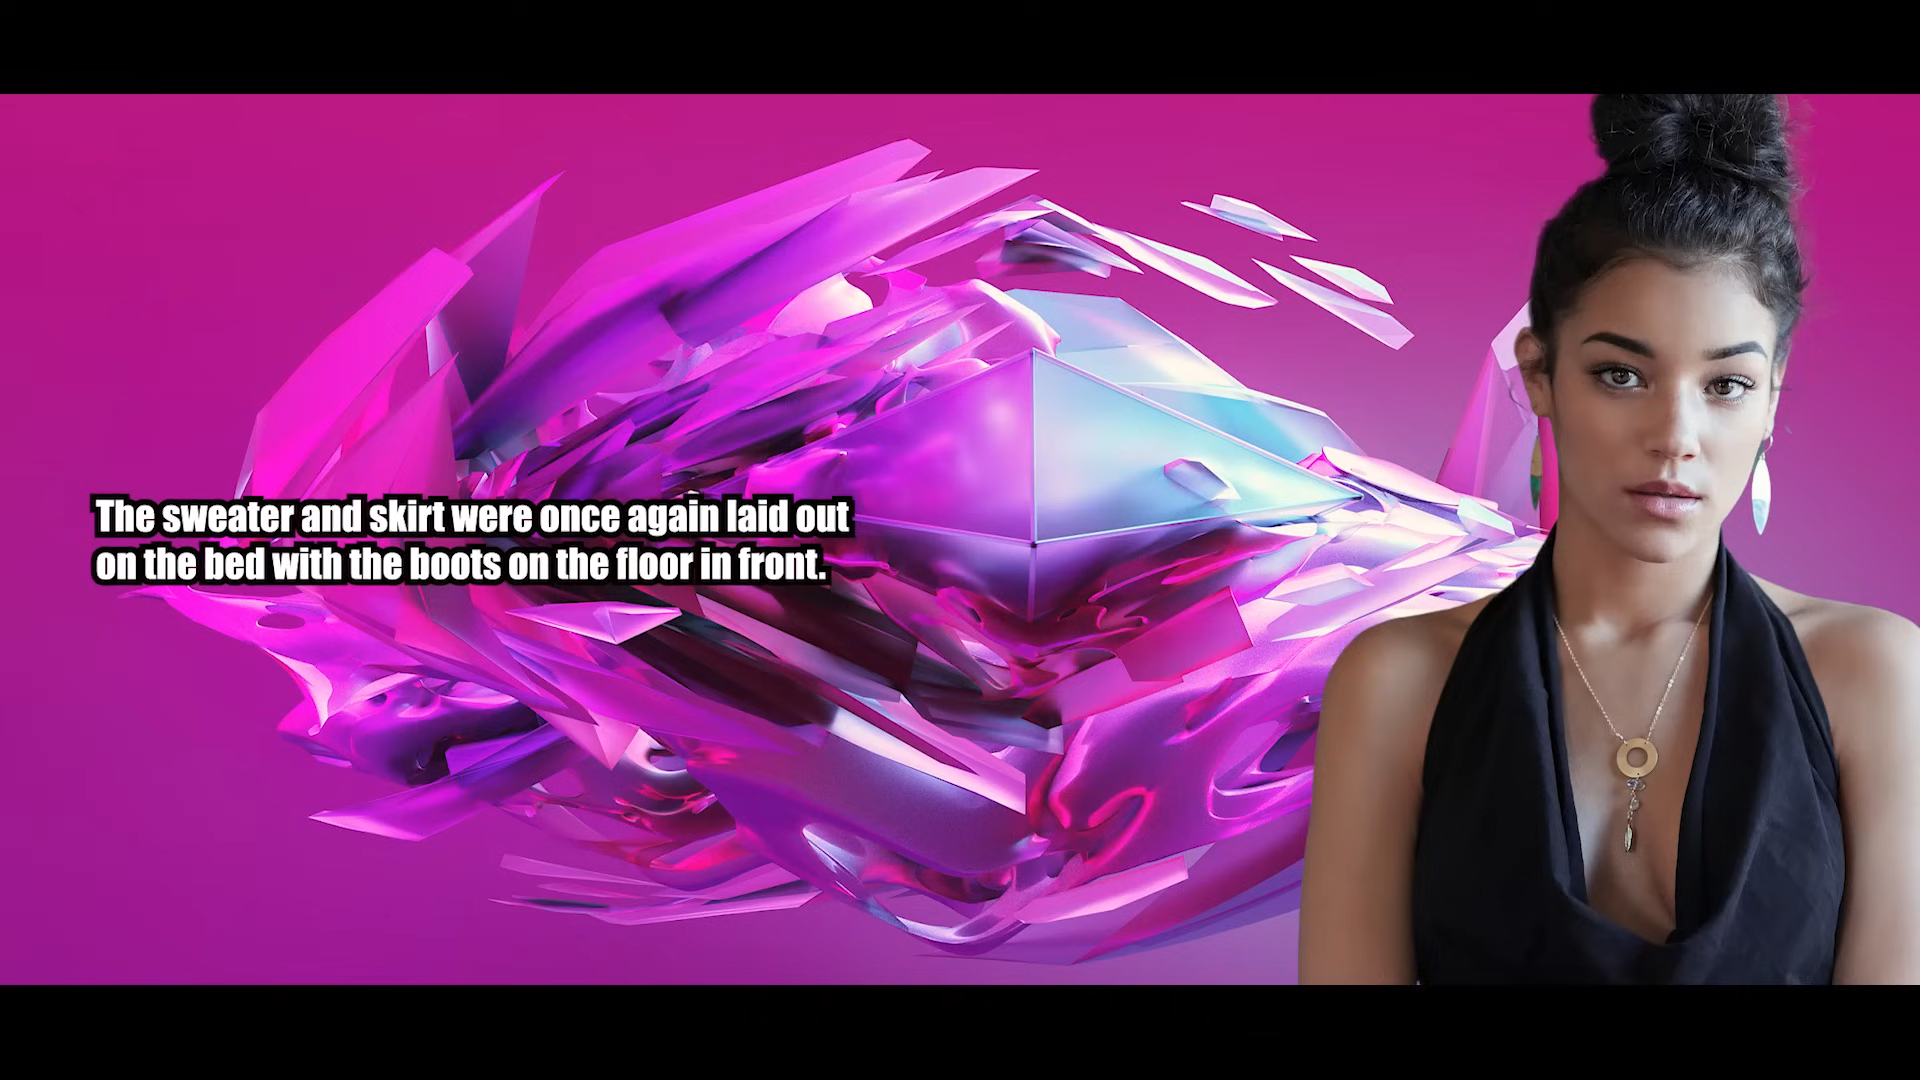 The sweater and skirt were once again laid out
on the bed with the boots on the floor in front.